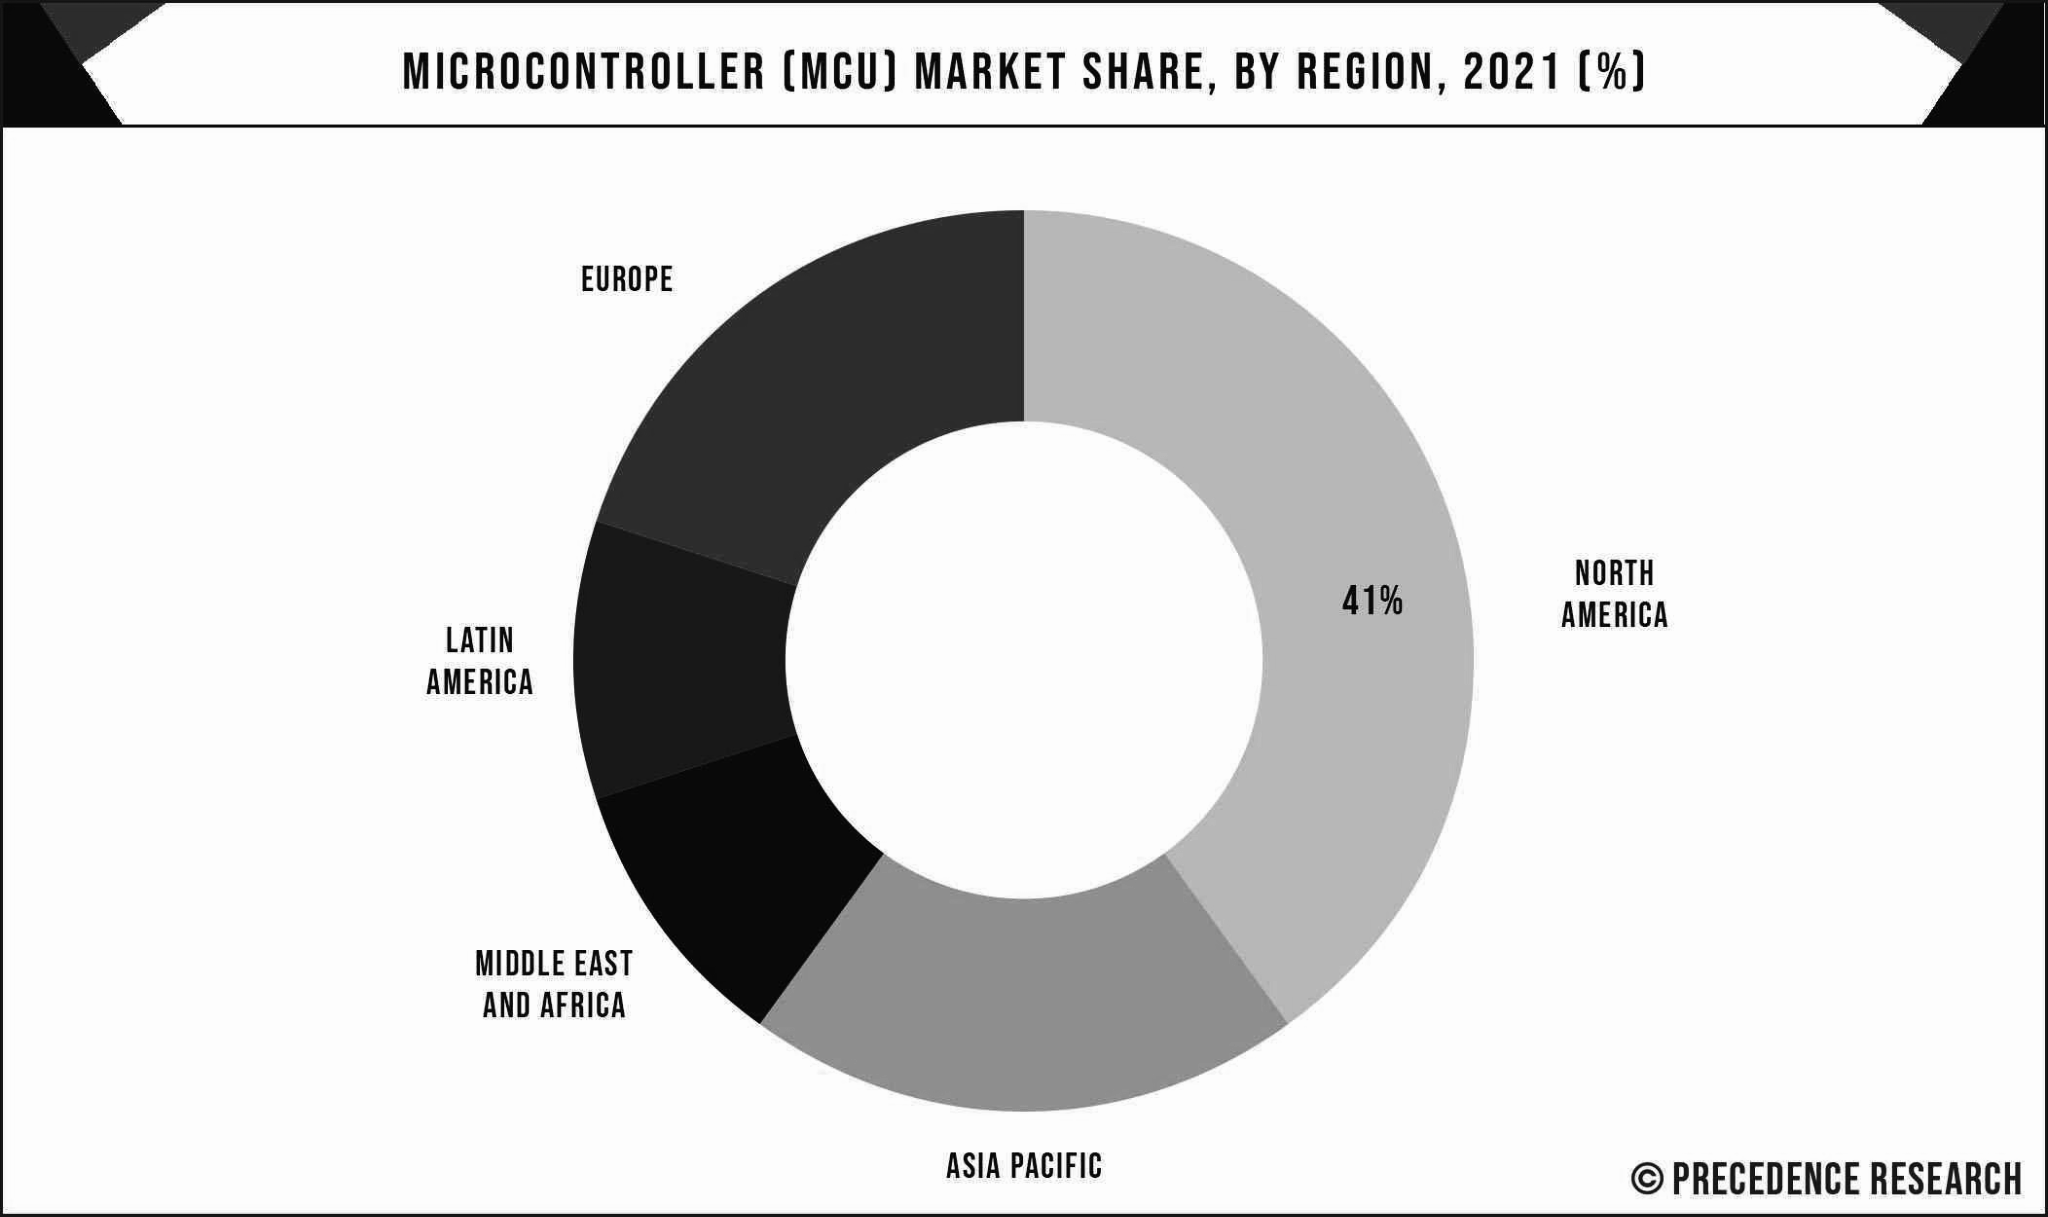 MICROCONTROLLER (MCU) MARKET SHARE, BY REGION, 2021 (%)
EUROPE
NORTH
AMERICA
41%
LATIN
AMERICA
MIDDLE EAST
AND AFRICA
ASIA PACIFIC
© PRECEDENCE RESEARCH